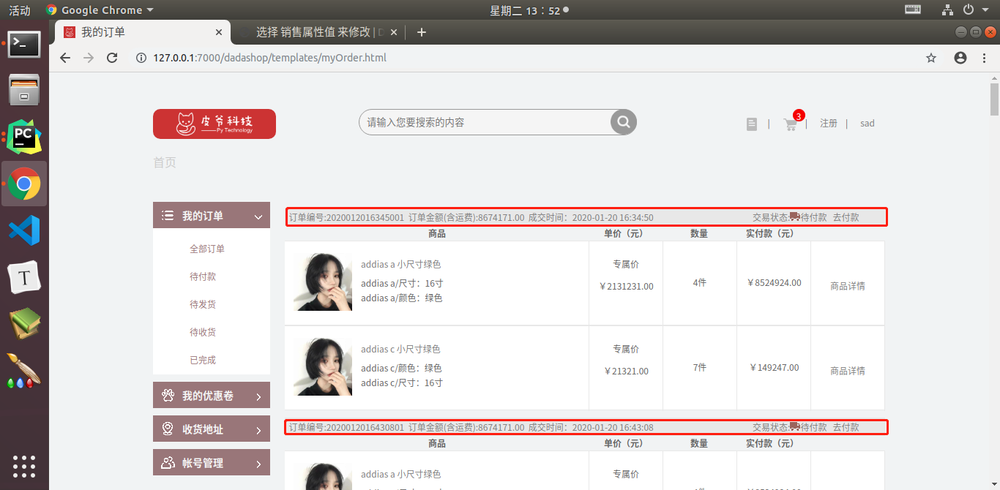 活动 Google Chrome 星期二 13：52
我的订单 选择 销售属性值 来修改 | D
127.0.0.1:7000/dadashop/templates/myOrder.html
皮爷科技
Py Technology
请输入您要搜索的内容
| 3 | 注册 | sad
首页
我的订单
全部订单
待付款
待发货
待收货
已完成
我的优惠卷
收货地址
帐号管理
订单编号:2020012016345001 订单金额(含运费):8674171.00 成交时间：2020-01-20 16:34:50 交易状态:待付款 去付款
商品 单价（元） 数量 实付款（元）
addias a 小尺寸绿色
addias a/尺寸：16寸
addias a/颜色：绿色
专属价
￥2131231.00
4件
￥8524924.00
商品详情
addias c 小尺寸绿色
addias c/颜色：绿色
addias c/尺寸：16寸
专属价
￥21321.00
7件
￥149247.00
商品详情
订单编号:2020012016430801 订单金额(含运费):8674171.00 成交时间：2020-01-20 16:43:08 交易状态:待付款 去付款
商品 单价（元） 数量 实付款（元）
addias a 小尺寸绿色
专属价
PC
T